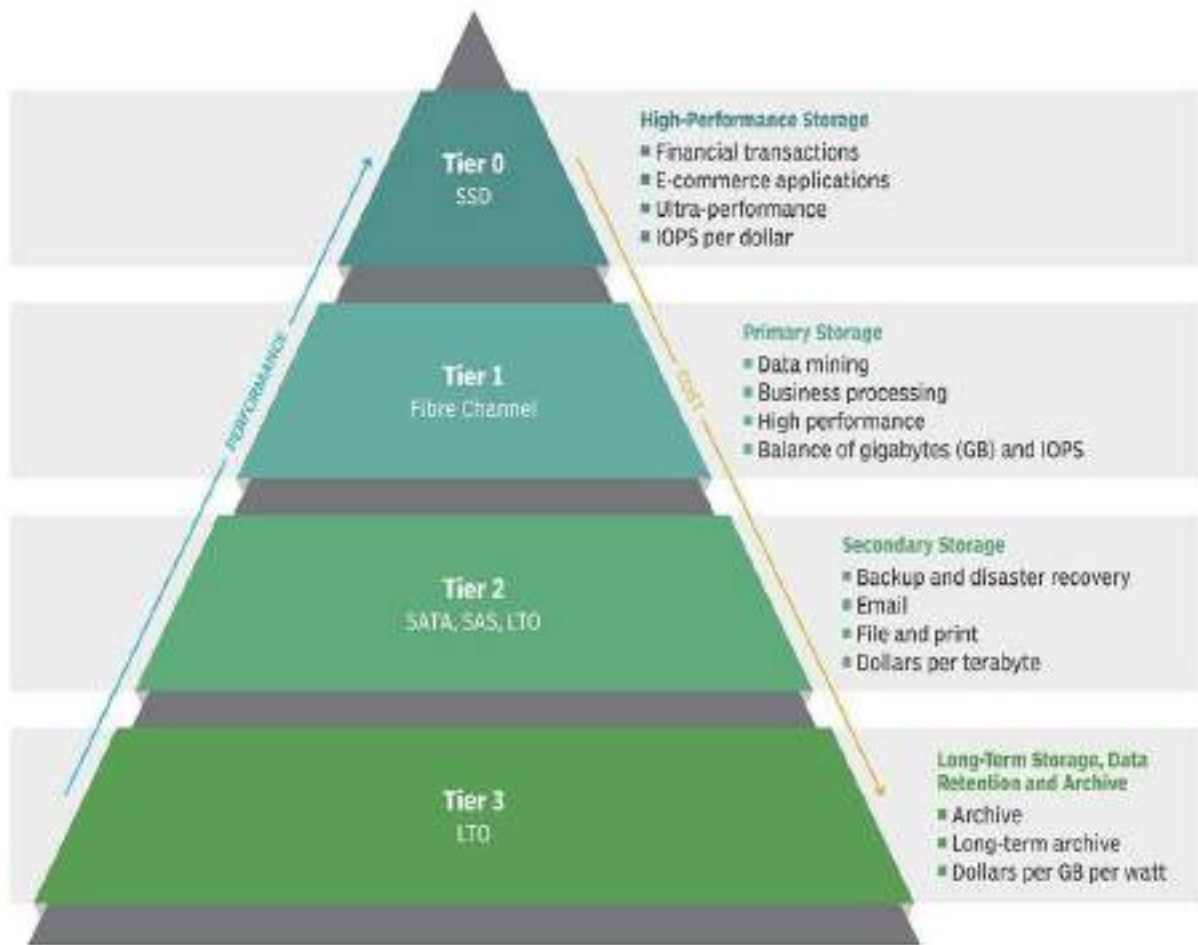 Tier 0
SSD
High-Performance Storage
Financial transactions
E-commerce applications
Ultra-performance
IOPS per dollar
PERFORMANCE
COST
Tier 1
Fibre Channel
Primary Storage
Data mining
Business processing
High performance
Balance of gigabytes (GB) and IOPS
Tier 2
SATA, SAS, LTO
Secondary Storage
Backup and disaster recovery
Email
File and print
Dollars per terabyte
Tier 3
LTO
Long-Term Storage, Data
Retention and Archive
Archive
Long-term archive
Dollars per GB per watt